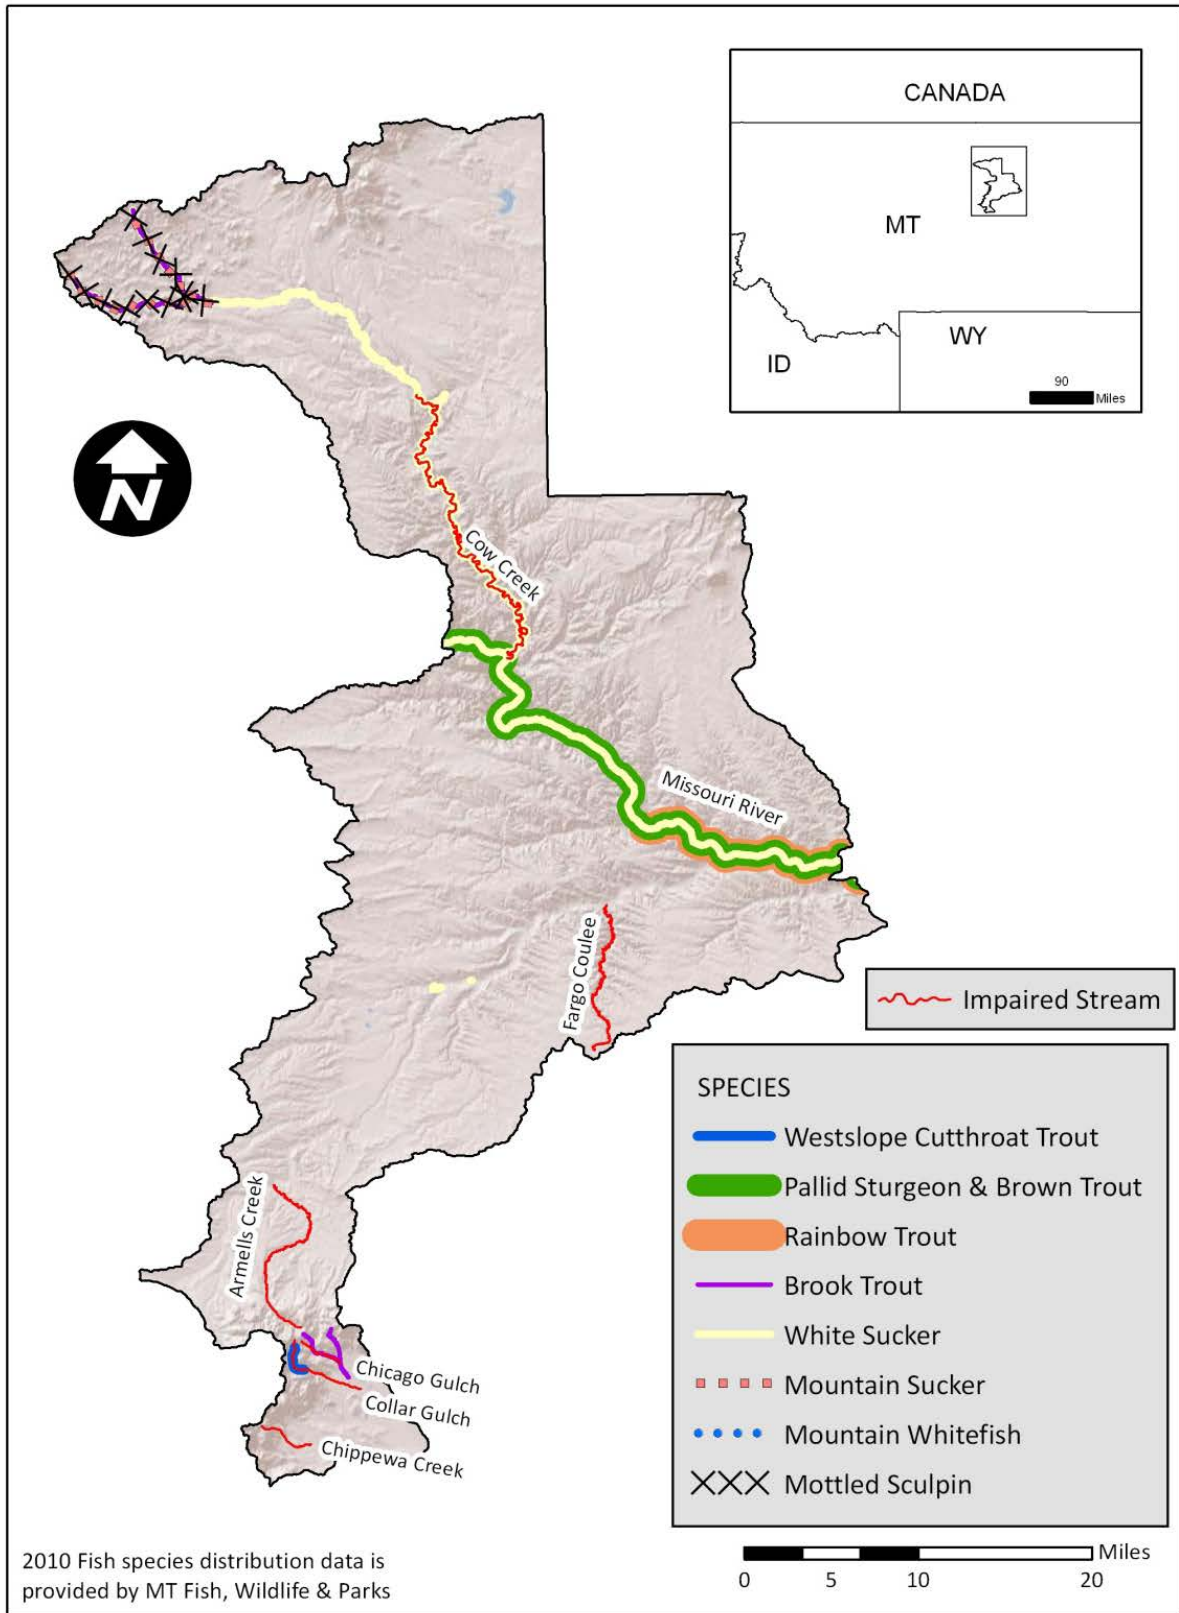 CANADA
MT
WY
ID
90
Miles
N
Cow Creek
Missouri River
Fargo Coulee
Impaired Stream
SPECIES
Westslope Cutthroat Trout
Pallid Sturgeon & Brown Trout
Rainbow Trout
Brook Trout
White Sucker
Mountain Sucker
Mountain Whitefish
Mottled Sculpin
Armells Creek
Chicago Gulch
Collar Gulch
Chippewa Creek
2010 Fish species distribution data is
provided by MT Fish, Wildlife & Parks
Miles
0 5 10 20